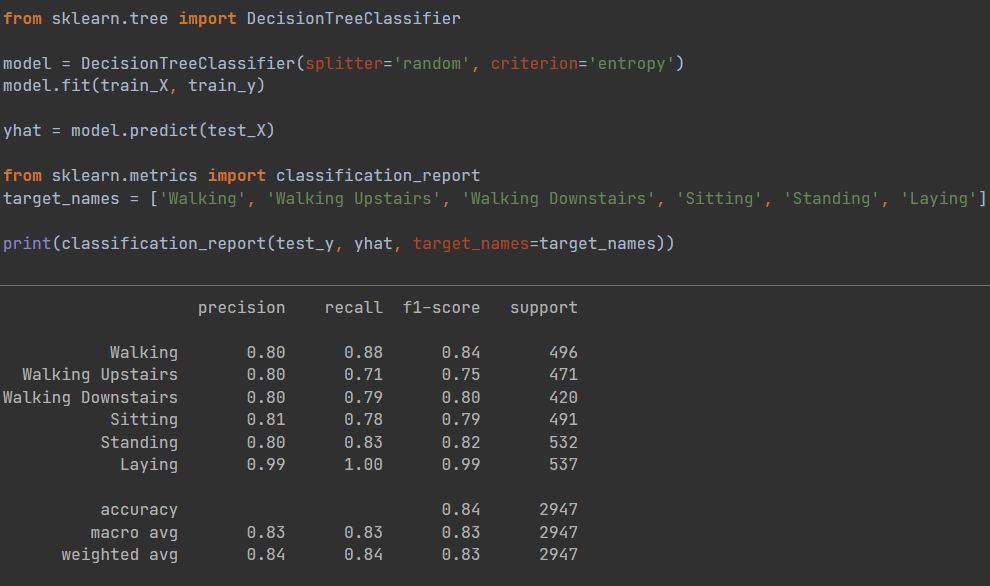 from sklearn.tree import DecisionTreeClassifier
model = DecisionTreeClassifier(splitter='random', criterion='entropy')
model.fit(train_X, train_y)
yhat = model.predict(test_X)
from sklearn.metrics import classification_report
target_names = ['Walking', 'Walking Upstairs', 'Walking Downstairs', 'Sitting', 'Standing', 'Laying']
print(classification_report(test_y, yhat, target_names=target_names))
precision recall f1-score support
Walking 0.80 0.88 0.84 496
Walking Upstairs 0.80 0.71 0.75 471
Walking Downstairs 0.80 0.79 0.80 420
Sitting 0.81 0.78 0.79 491
Standing 0.80 0.83 0.82 532
Laying 0.99 1.00 0.99 537
accuracy 0.84 2947
macro avg 0.83 0.83 0.83 2947
weighted avg 0.84 0.84 0.83 2947